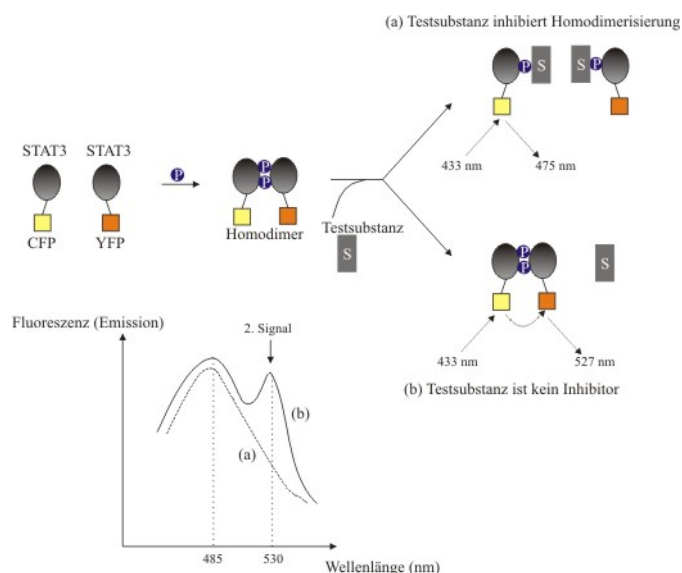 (a) Testsubstanz inhibiert Homodimerisierung
P S S P
433 nm 475 nm
STAT3 STAT3
P
P
P
CFP YFP
Homodimer
Testsubstanz
S
P
P
S
433 nm 527 nm
(b) Testsubstanz ist kein Inhibitor
Fluoreszenz (Emission)
2. Signal
(b)
(a)
485 530
Wellenlänge (nm)